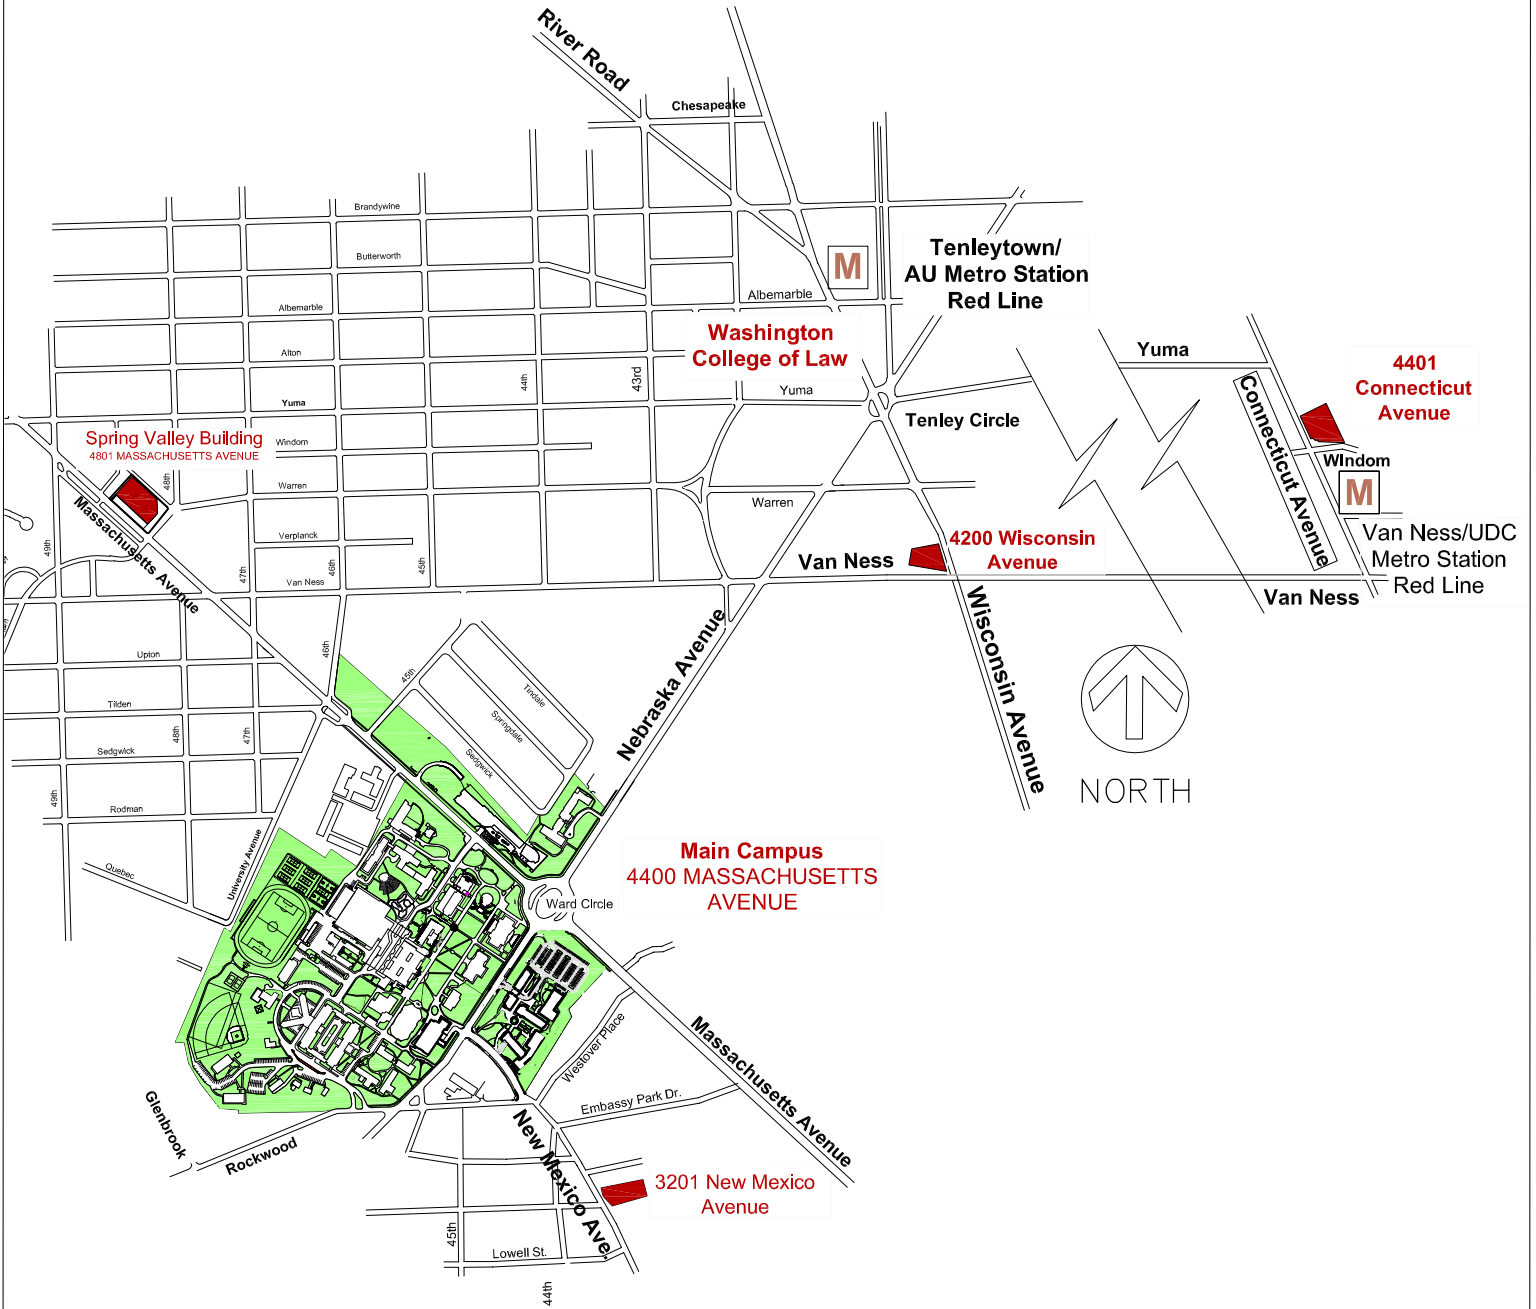 River Road
Chesapeake
Brandywine
Butterworth
M
Tenleytown/
AU Metro Station
Red Line
Albemarble
Albemarble
Washington
College of Law
Alton
44th
43rd
Yuma
Yuma
Yuma
Tenley Circle
4401
Connecticut
Avenue
Connecticut Avenue
WIndom
M
Van Ness/UDC
Metro Station
Red Line
Spring Valley Building
4801 MASSACHUSETTS AVENUE
Windom
48th
Warren
Warren
Massachusetts Avenue
Verplanck
49th
47th
46th
45th
Van Ness
Van Ness
4200 Wisconsin
Avenue
Van Ness
Wisconsin Avenue
Nebraska Avenue
46th
Upton
45th
Tindale
Springdale
Sedgwick
Tilden
48th
47th
Sedgwick
49th
Rodman
NORTH
Quebec
University Avenue
Main Campus
4400 MASSACHUSETTS
AVENUE
Ward CIrcle
Massachusetts Avenue
Westover Place
Embassy Park Dr.
Glenbrook
Rockwood
New Mexico Ave.
3201 New Mexico
Avenue
45th
Lowell St.
44th